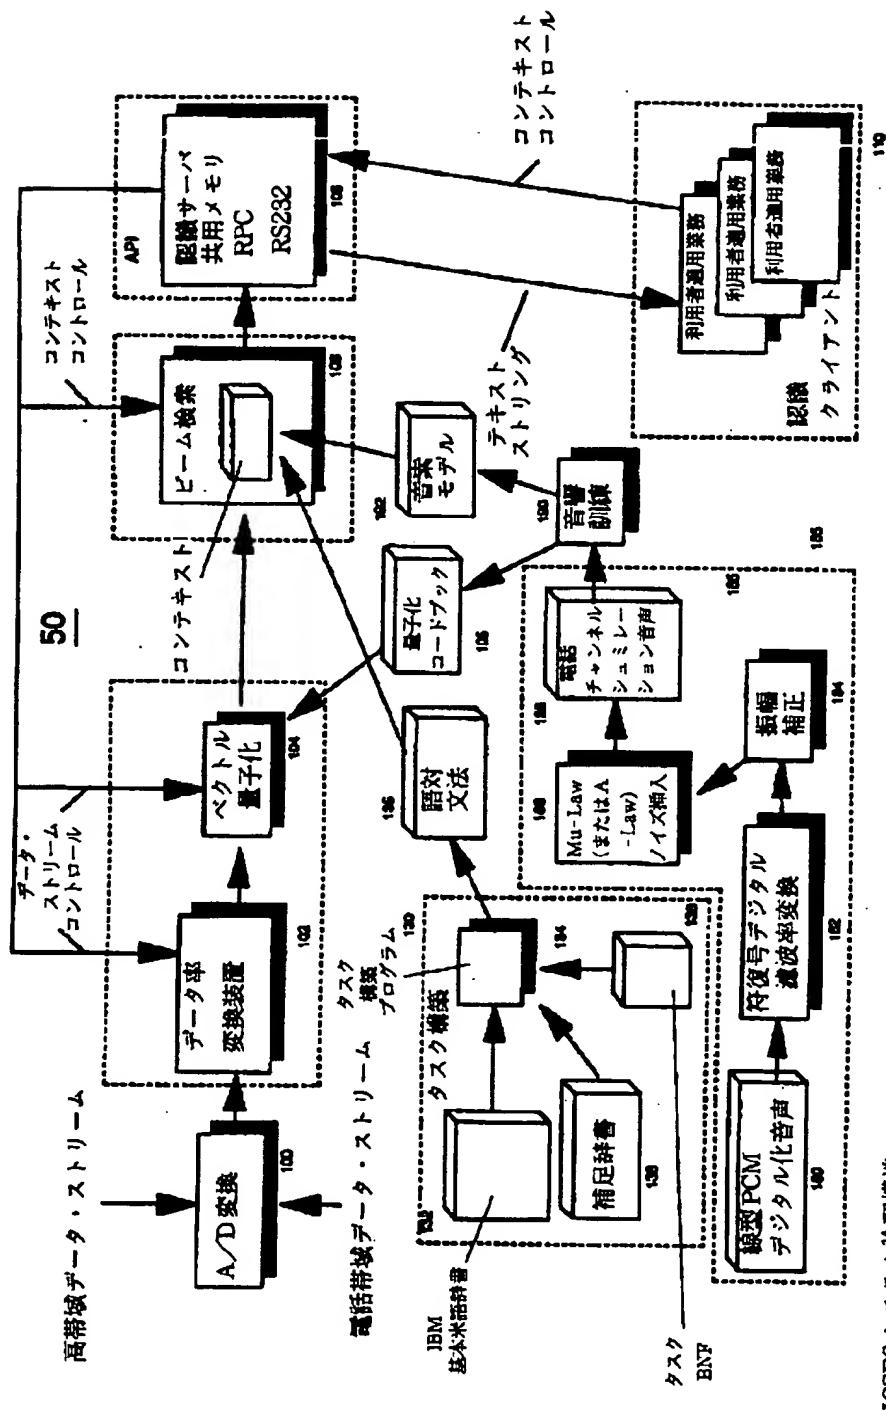 50
高帯域データ・ストリーム
電話帯域データ・ストリーム
A/D変換
100
データ率
変換装置
102
データ・
ストリーム
コントロール
ベクトル
量子化
104
コンテキスト
コンテキスト
コントロール
ビーム検索
API
認識サーバ
共用メモリ
RPC
RS232
108
コンテキスト
コントロール
テキスト
ストリング
利用者適用業務
利用者適用業務
利用者適用業務
認識
クライアント
110
音素
モデル
192
量子化
コードブック
音響
訓練
190
語対
文法
タスク
構築
プログラム
130
タスク構築
132
134
138
IBM
基本米語辞書
補足辞書
タスク
BNF
電話
チャンネル
シュミレー
ション音声
Mu-Law
(またはA
-Law)
ノイズ挿入
振幅
補正
184
符復号デジタル
濾波率変換
182
線型PCM
デジタル化音声
180